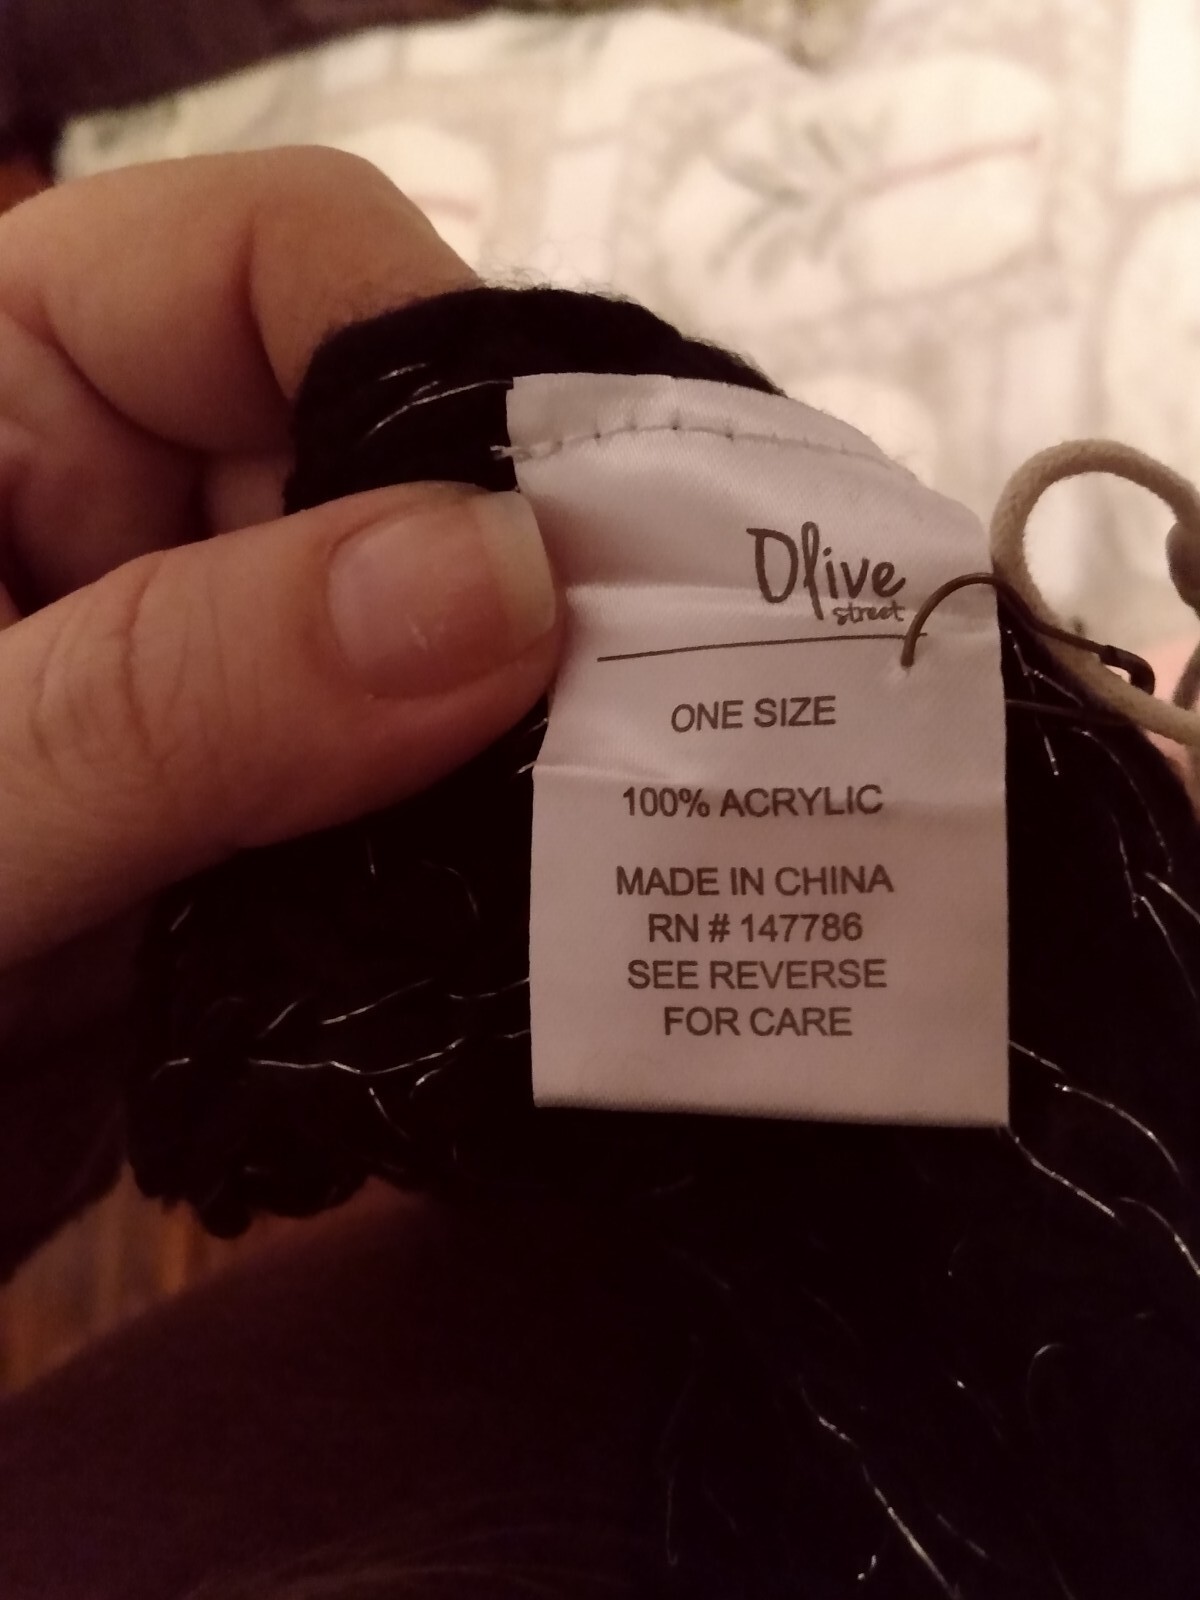 Olive
street
ONE SIZE
100% ACRYLIC
MADE IN CHINA
RN # 147786
SEE REVERSE
FOR CARE